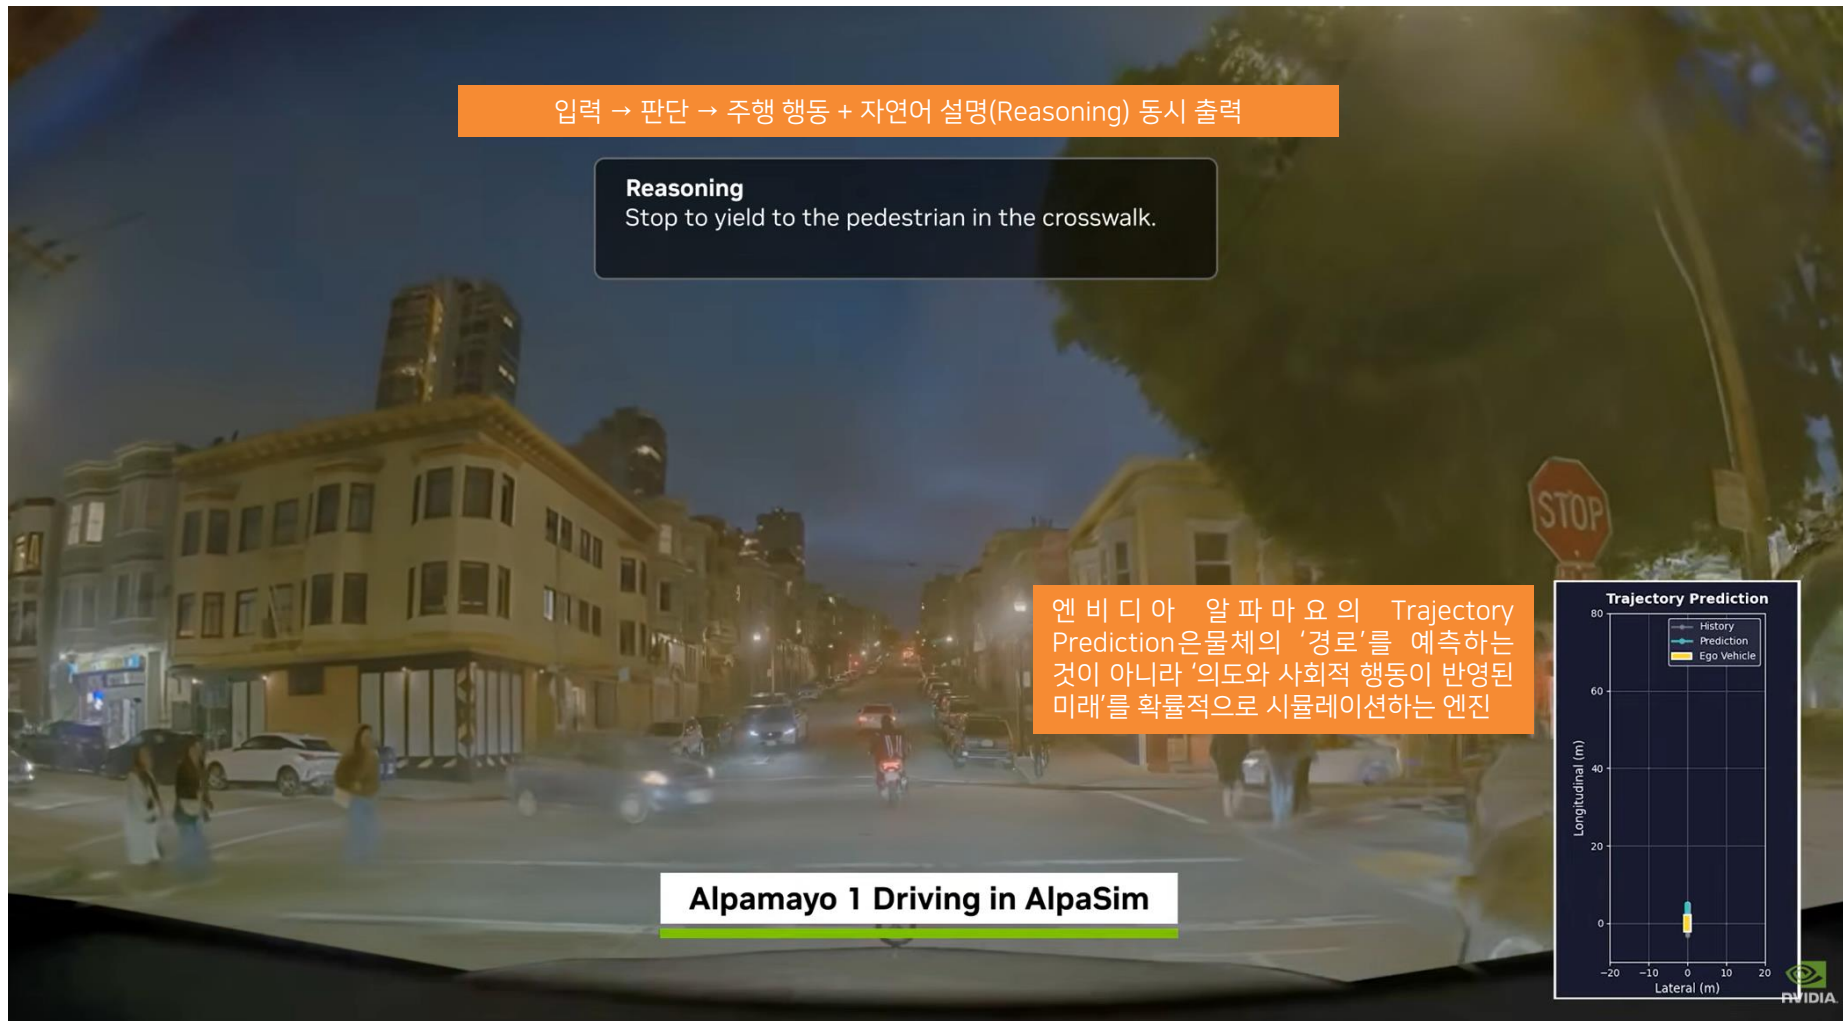 입력 → 판단 → 주행 행동 + 자연어 설명(Reasoning) 동시 출력
Reasoning
Stop to yield to the pedestrian in the crosswalk.
STOP
엔비디아 알파마요의 Trajectory
Prediction은물체의 ‘경로’를 예측하는
것이 아니라 ‘의도와 사회적 행동이 반영된
미래’를 확률적으로 시뮬레이션하는 엔진
Trajectory Prediction
History
Prediction
Ego Vehicle
80
60
40
20
0
Longitudinal (m)
-20 -10 0 10 20
Lateral (m)
Alpamayo 1 Driving in AlpaSim
NVIDIA